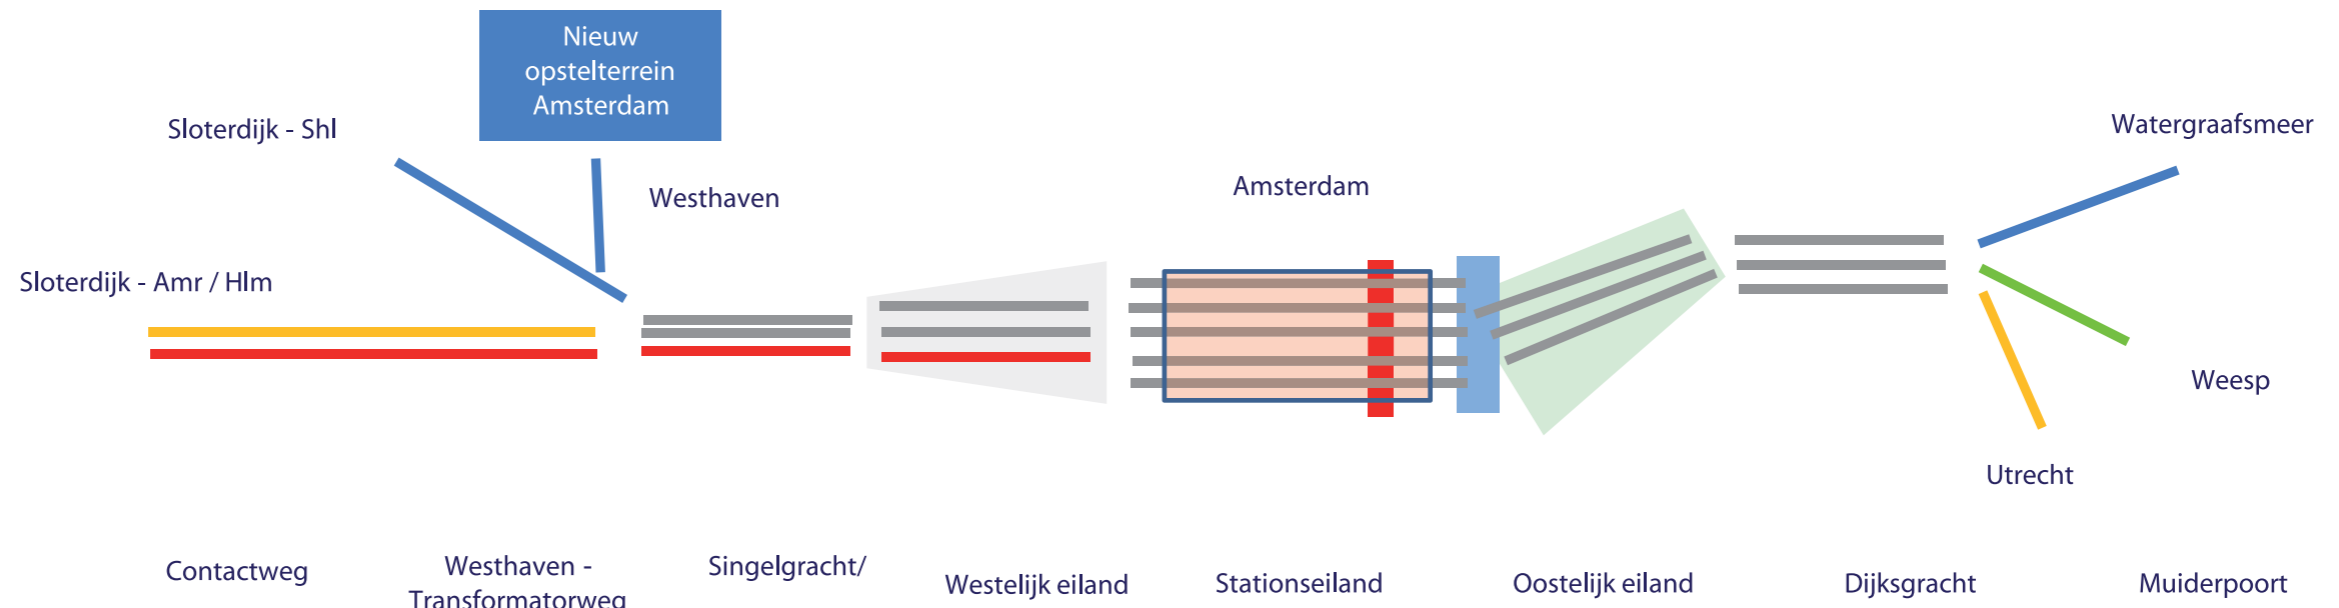 Nieuw
opstelterrein
Amsterdam
Sloterdijk - Shl
Watergraafsmeer
Westhaven
Amsterdam
Sloterdijk - Amr / Hlm
Weesp
Utrecht
Contactweg
Westhaven -
Transformatorweg
Singelgracht/
Westelijk eiland
Stationseiland
Oostelijk eiland
Dijksgracht
Muiderpoort